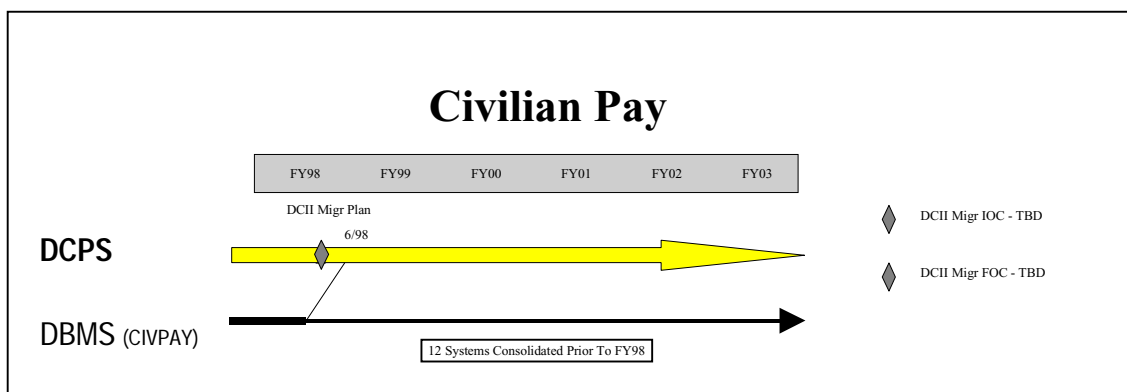 Civilian Pay
FY98 FY99 FY00 FY01 FY02 FY03
DCII Migr Plan
6/98
DCII Migr IOC - TBD
DCPS
DCII Migr FOC - TBD
DBMS (CIVPAY)
12 Systems Consolidated Prior To FY98